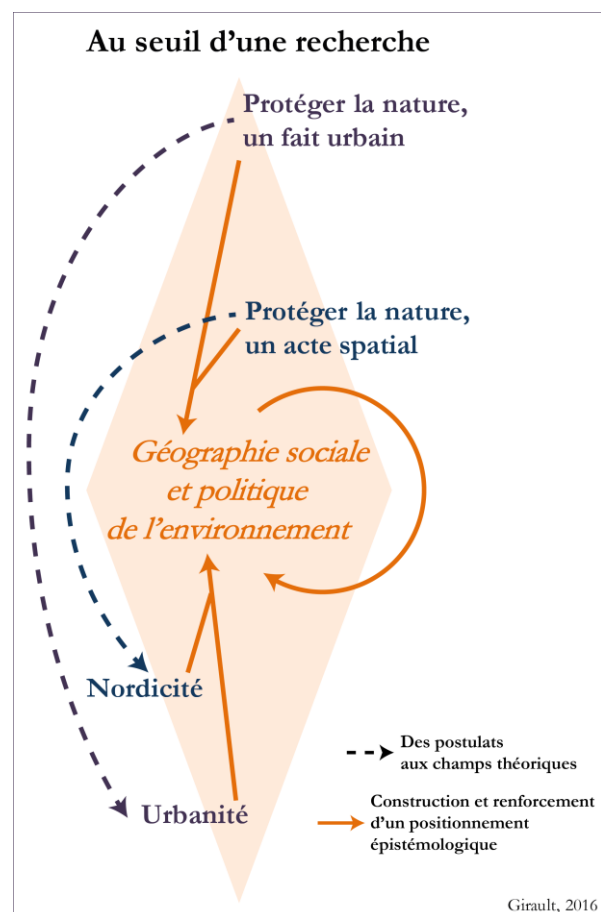 Au seuil d'une recherche
Protéger la nature,
un fait urbain
Protéger la nature,
un acte spatial
Géographie sociale
et politique
de l'environnement
Nordicité
Urbanité
Des postulats
aux champs théoriques
Construction et renforcement
d'un positionnement
épistémologique
Girault, 2016